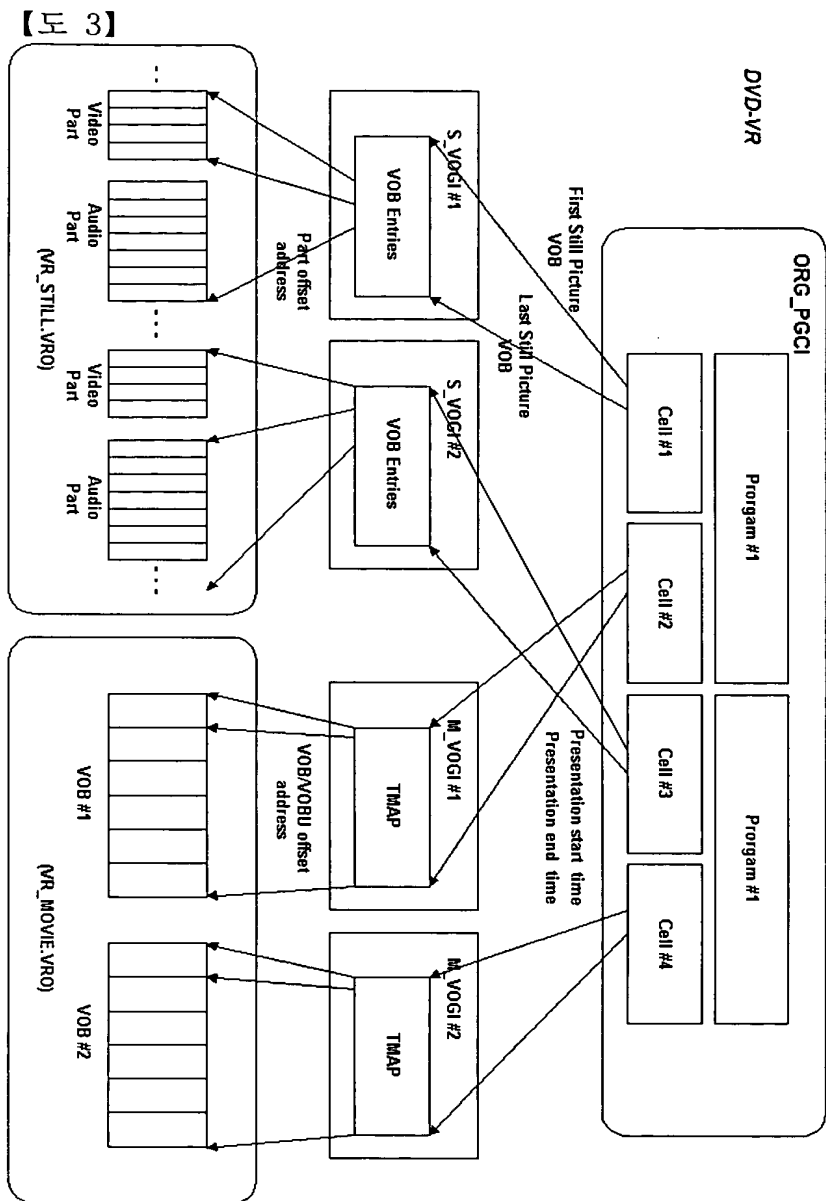 【도 3】
DVD-VR
ORG_PGCI
Prorgam #1
Prorgam #1
Cell #1
Cell #2
Cell #3
Cell #4
First Still Picture
VOB
Last Still Picture
VOB
Presentation start time
Presentation end time
S_VOGI #1
VOB Entries
S_VOGI #2
VOB Entries
M_VOGI #1
TMAP
M_VOGI #2
TMAP
Part offset
address
VOB/VOBU offset
address
...
Video
Part
Audio
Part
...
Video
Part
Audio
Part
...
(VR_STILL.VRO)
VOB #1
VOB #2
(VR_MOVIE.VRO)